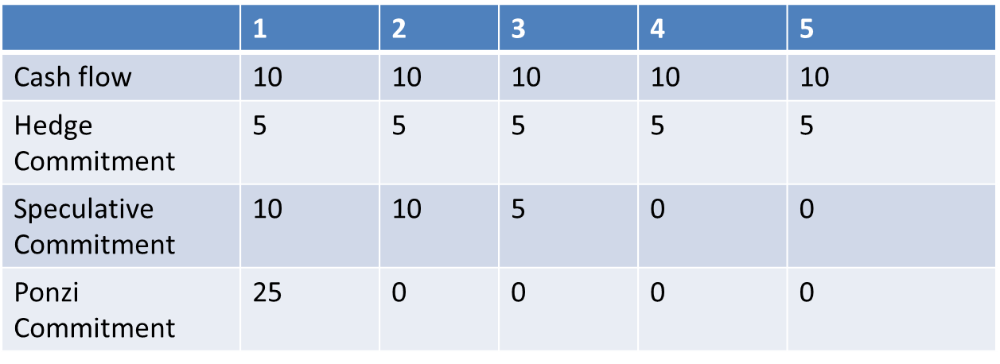 1 2 3 4 5
Cash flow 10 10 10 10 10
Hedge 5 5 5 5 5
Commitment
Speculative 10 10 5 0 0
Commitment
Ponzi 25 0 0 0 0
Commitment